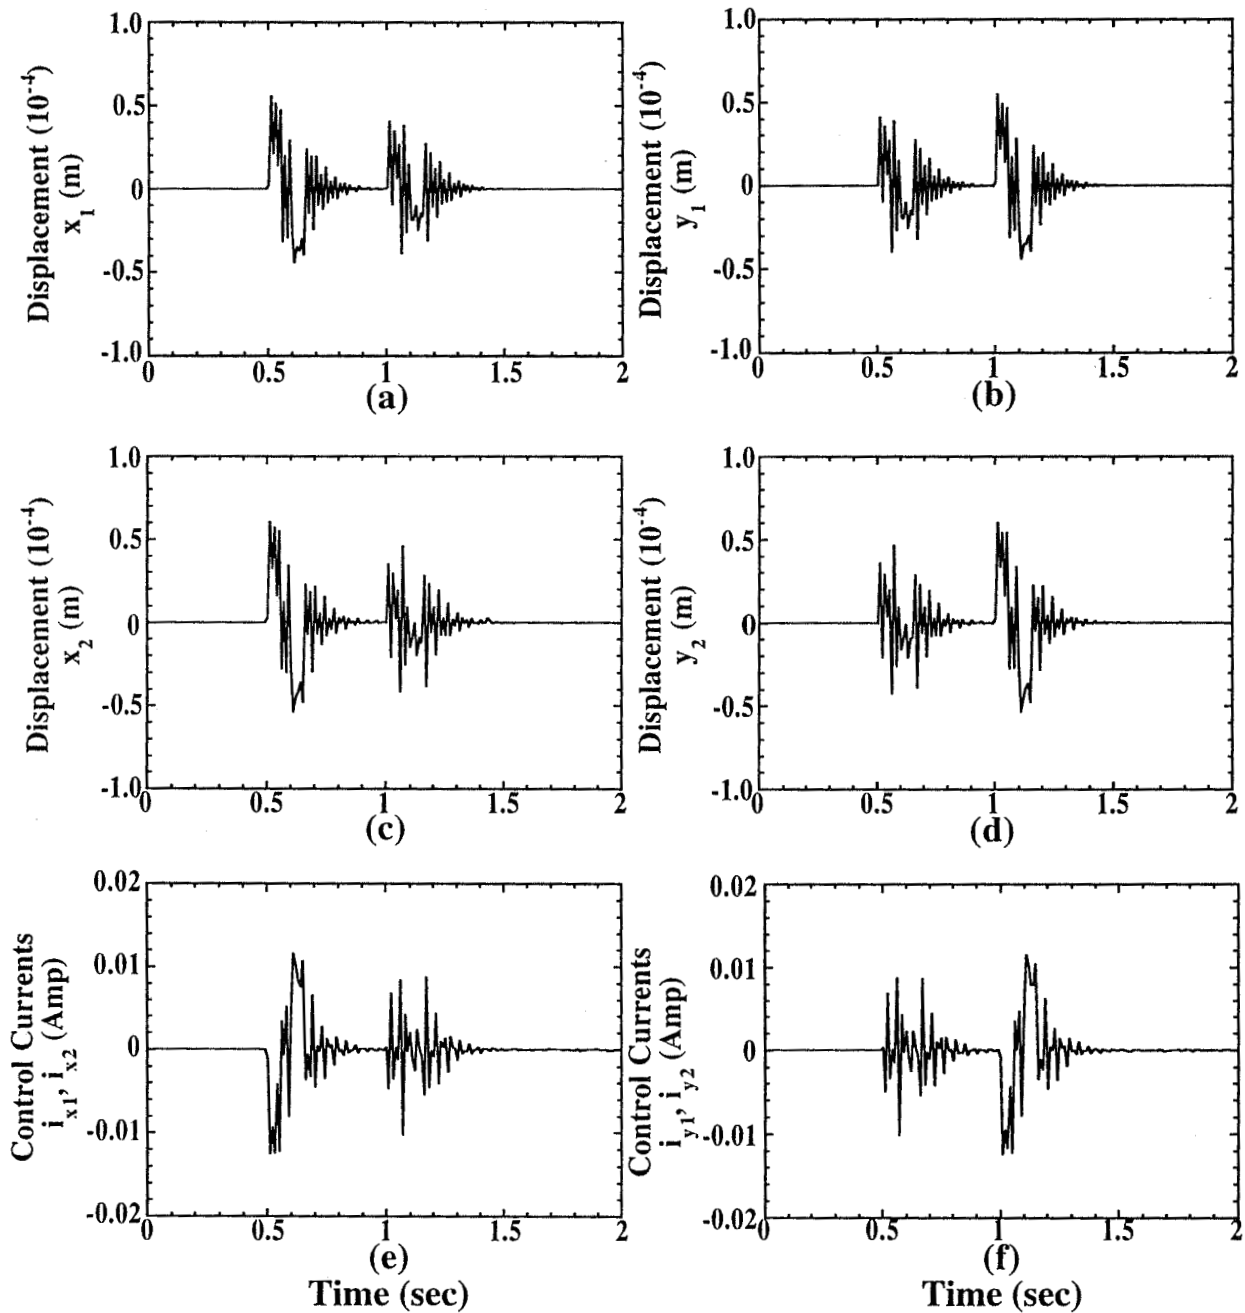 1.0
0.5
0
-0.5
-1.0
0 0.5 1 1.5 2
Displacement (10⁻⁴)
x₁ (m)
(a)
1.0
0.5
0
-0.5
-1.0
0 0.5 1 1.5 2
Displacement (10⁻⁴)
y₁ (m)
(b)
1.0
0.5
0
-0.5
-1.0
0 0.5 1 1.5 2
Displacement (10⁻⁴)
x₂ (m)
(c)
1.0
0.5
0
-0.5
-1.0
0 0.5 1 1.5 2
Displacement (10⁻⁴)
y₂ (m)
(d)
0.02
0.01
0
-0.01
-0.02
0 0.5 1 1.5 2
Control Currents
i_x1, i_x2 (Amp)
(e)
Time (sec)
0.02
0.01
0
-0.01
-0.02
0 0.5 1 1.5 2
Control Currents
i_y1, i_y2 (Amp)
(f)
Time (sec)